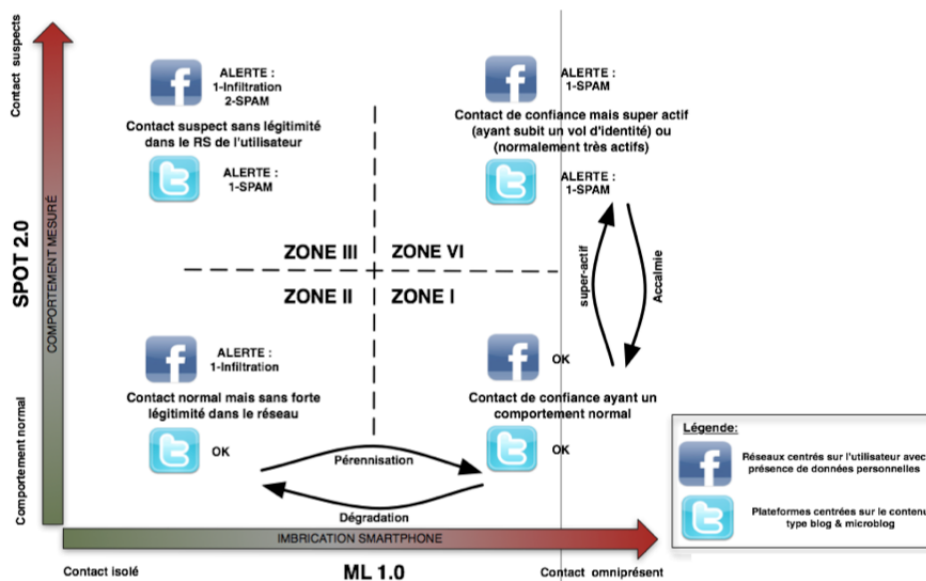 Contact suspects
SPOT 2.0
COMPORTEMENT MESURÉ
Comportement normal
ALERTE :
1-Infiltration
2-SPAM
Contact suspect sans légitimité
dans le RS de l'utilisateur
ALERTE :
1-SPAM
ALERTE :
1-SPAM
Contact de confiance mais super actif
(ayant subit un vol d'identité) ou
(normalement très actifs)
ALERTE :
1-SPAM
ZONE III
ZONE VI
ZONE II
ZONE I
super-actif
Accalmie
ALERTE :
1-Infiltration
Contact normal mais sans forte
légitimité dans le réseau
OK
OK
Contact de confiance ayant un
comportement normal
OK
Pérennisation
Dégradation
IMBRICATION SMARTPHONE
Contact isolé
ML 1.0
Contact omniprésent
Légende:
Réseaux centrés sur l'utilisateur avec
présence de données personnelles
Plateformes centrées sur le contenu
type blog & microblog